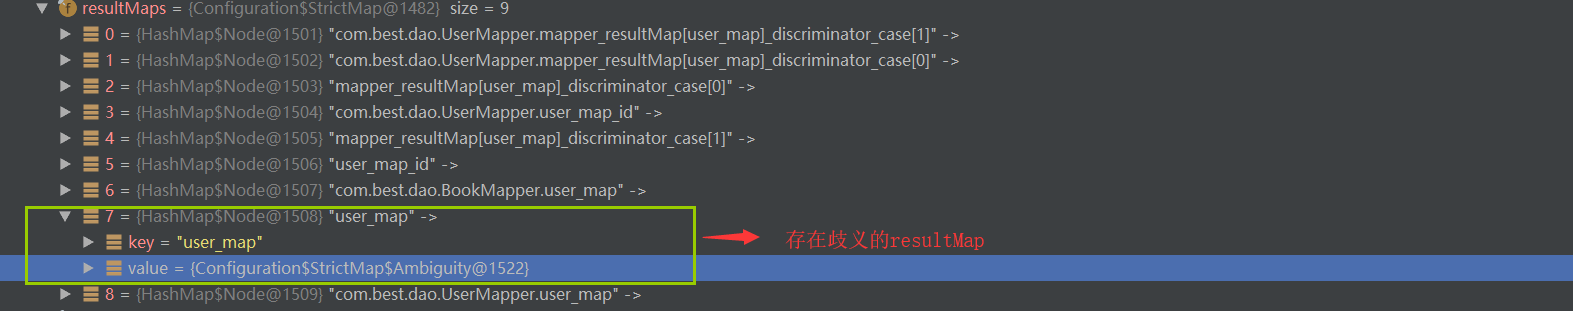 resultMaps = {Configuration$StrictMap@1482} size = 9
0 = {HashMap$Node@1501} "com.best.dao.UserMapper.mapper_resultMap[user_map]_discriminator_case[1]" ->
1 = {HashMap$Node@1502} "com.best.dao.UserMapper.mapper_resultMap[user_map]_discriminator_case[0]" ->
2 = {HashMap$Node@1503} "mapper_resultMap[user_map]_discriminator_case[0]" ->
3 = {HashMap$Node@1504} "com.best.dao.UserMapper.user_map_id" ->
4 = {HashMap$Node@1505} "mapper_resultMap[user_map]_discriminator_case[1]" ->
5 = {HashMap$Node@1506} "user_map_id" ->
6 = {HashMap$Node@1507} "com.best.dao.BookMapper.user_map" ->
7 = {HashMap$Node@1508} "user_map" ->
key = "user_map"
存在歧义的resultMap
value = {Configuration$StrictMap$Ambiguity@1522}
8 = {HashMap$Node@1509} "com.best.dao.UserMapper.user_map" ->